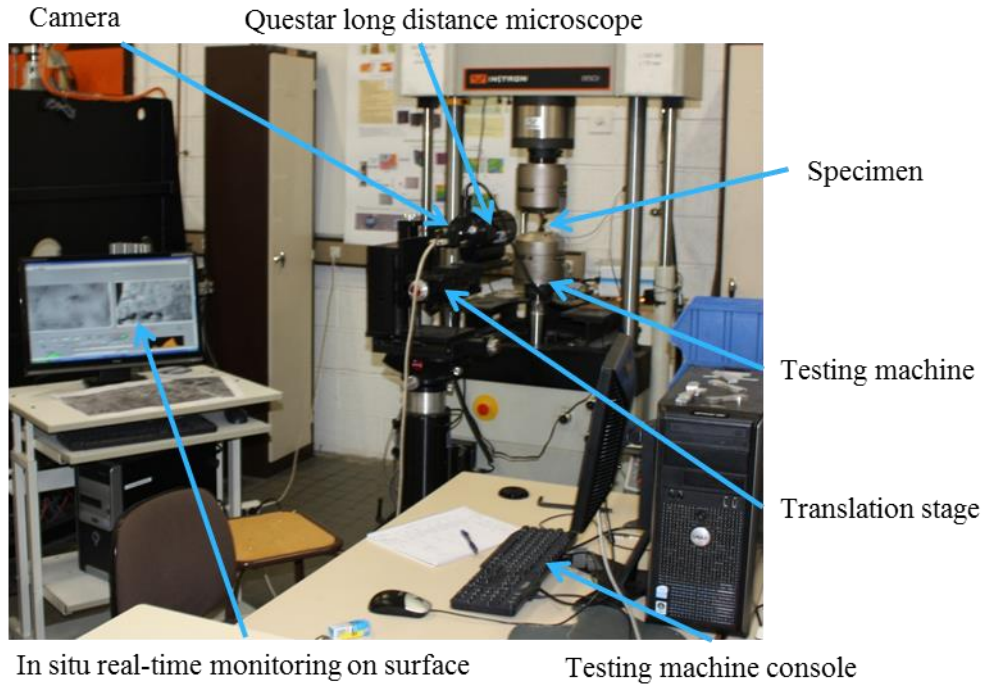 Camera
Questar long distance microscope
INSTRON
Specimen
Testing machine
Translation stage
DELL
In situ real-time monitoring on surface
Testing machine console